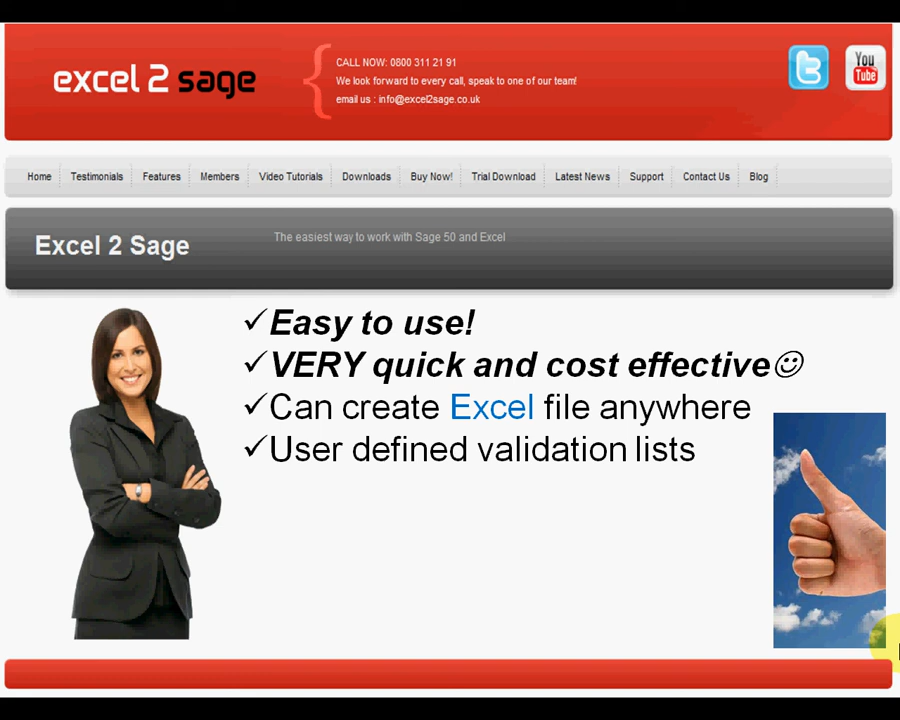 excel 2 sage
CALL NOW: 0800 311 21 91
We look forward to every call, speak to one of our team!
email us : info@excel2sage.co.uk
You
Tube
Home Testimonials Features Members Video Tutorials Downloads Buy Now! Trial Download Latest News Support Contact Us Blog
Excel 2 Sage
The easiest way to work with Sage 50 and Excel
✓Easy to use!
✓VERY quick and cost effective☺
✓Can create Excel file anywhere
✓User defined validation lists